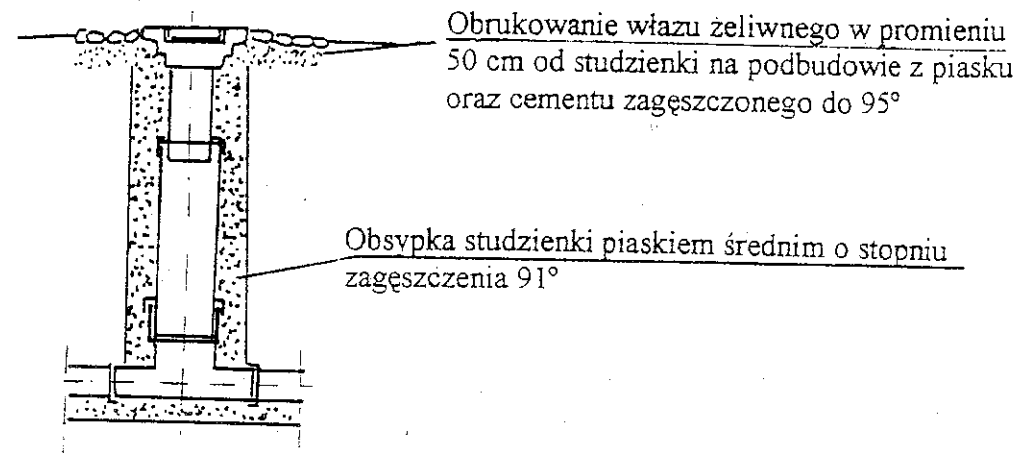 Obrukowanie włazu żeliwnego w promieniu
50 cm od studzienki na podbudowie z piasku
oraz cementu zagęszczonego do 95°
Obsypka studzienki piaskiem średnim o stopniu
zagęszczenia 91°